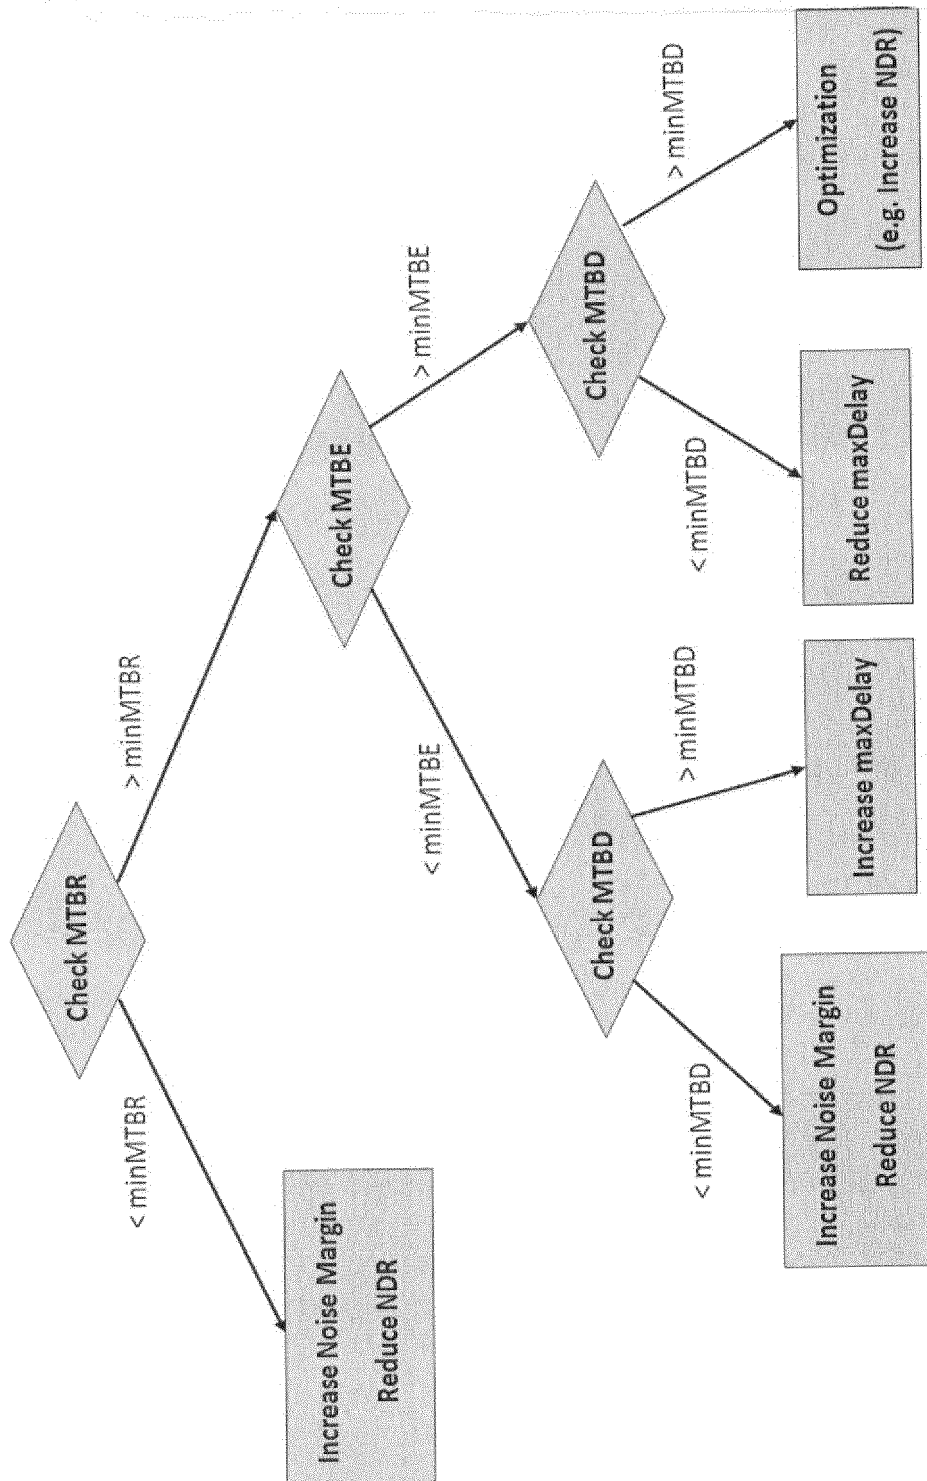 Check MTBR
< minMTBR
> minMTBR
Increase Noise Margin
Reduce NDR
Check MTBE
< minMTBE
> minMTBE
Check MTBD
< minMTBD
> minMTBD
Check MTBD
< minMTBD
> minMTBD
Increase Noise Margin
Reduce NDR
Increase maxDelay
Reduce maxDelay
Optimization
(e.g. Increase NDR)